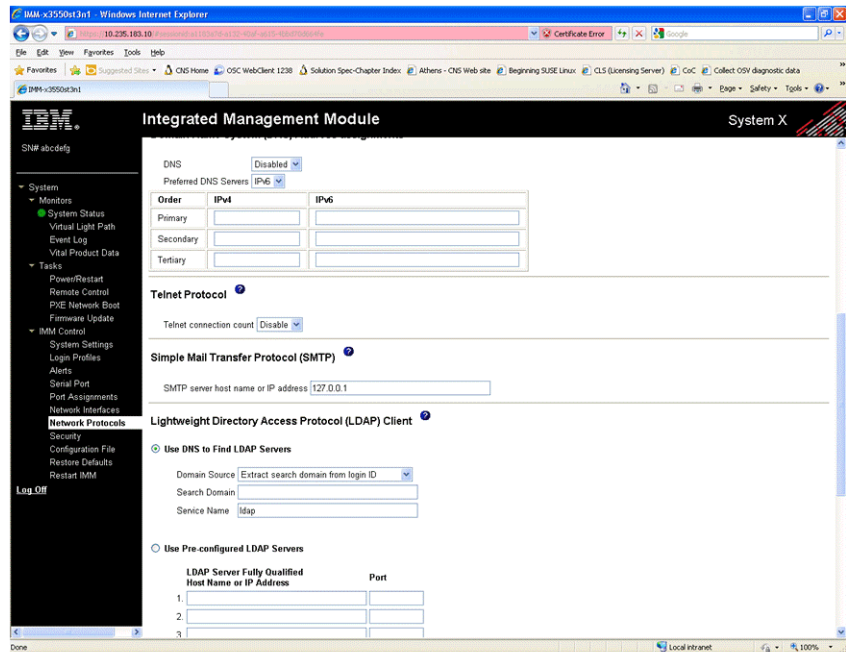 IMM-x3550st3n1 - Windows Internet Explorer
10.235.183.10
Certificate Error
Google
File Edit View Favorites Tools Help
Favorites Suggested Sites CNS Home OSC WebClient 1238 Solution Spec-Chapter Index Athens - CNS Web site Beginning SUSE Linux CLS (Licensing Server) CoC Collect OSV diagnostic data
IMM-x3550st3n1
Page Safety Tools
IBM.
Integrated Management Module
System X
SN# abcdefg
System
Monitors
System Status
Virtual Light Path
Event Log
Vital Product Data
Tasks
Power/Restart
Remote Control
PXE Network Boot
Firmware Update
IMM Control
System Settings
Login Profiles
Alerts
Serial Port
Port Assignments
Network Interfaces
Network Protocols
Security
Configuration File
Restore Defaults
Restart IMM
Log Off
DNS Disabled
Preferred DNS Servers IPv6
Order IPv4 IPv6
Primary
Secondary
Tertiary
Telnet Protocol ?
Telnet connection count Disable
Simple Mail Transfer Protocol (SMTP) ?
SMTP server host name or IP address 127.0.0.1
Lightweight Directory Access Protocol (LDAP) Client ?
Use DNS to Find LDAP Servers
Domain Source Extract search domain from login ID
Search Domain
Service Name ldap
Use Pre-configured LDAP Servers
LDAP Server Fully Qualified
Host Name or IP Address Port
1.
2.
3
Done
Local intranet
100%